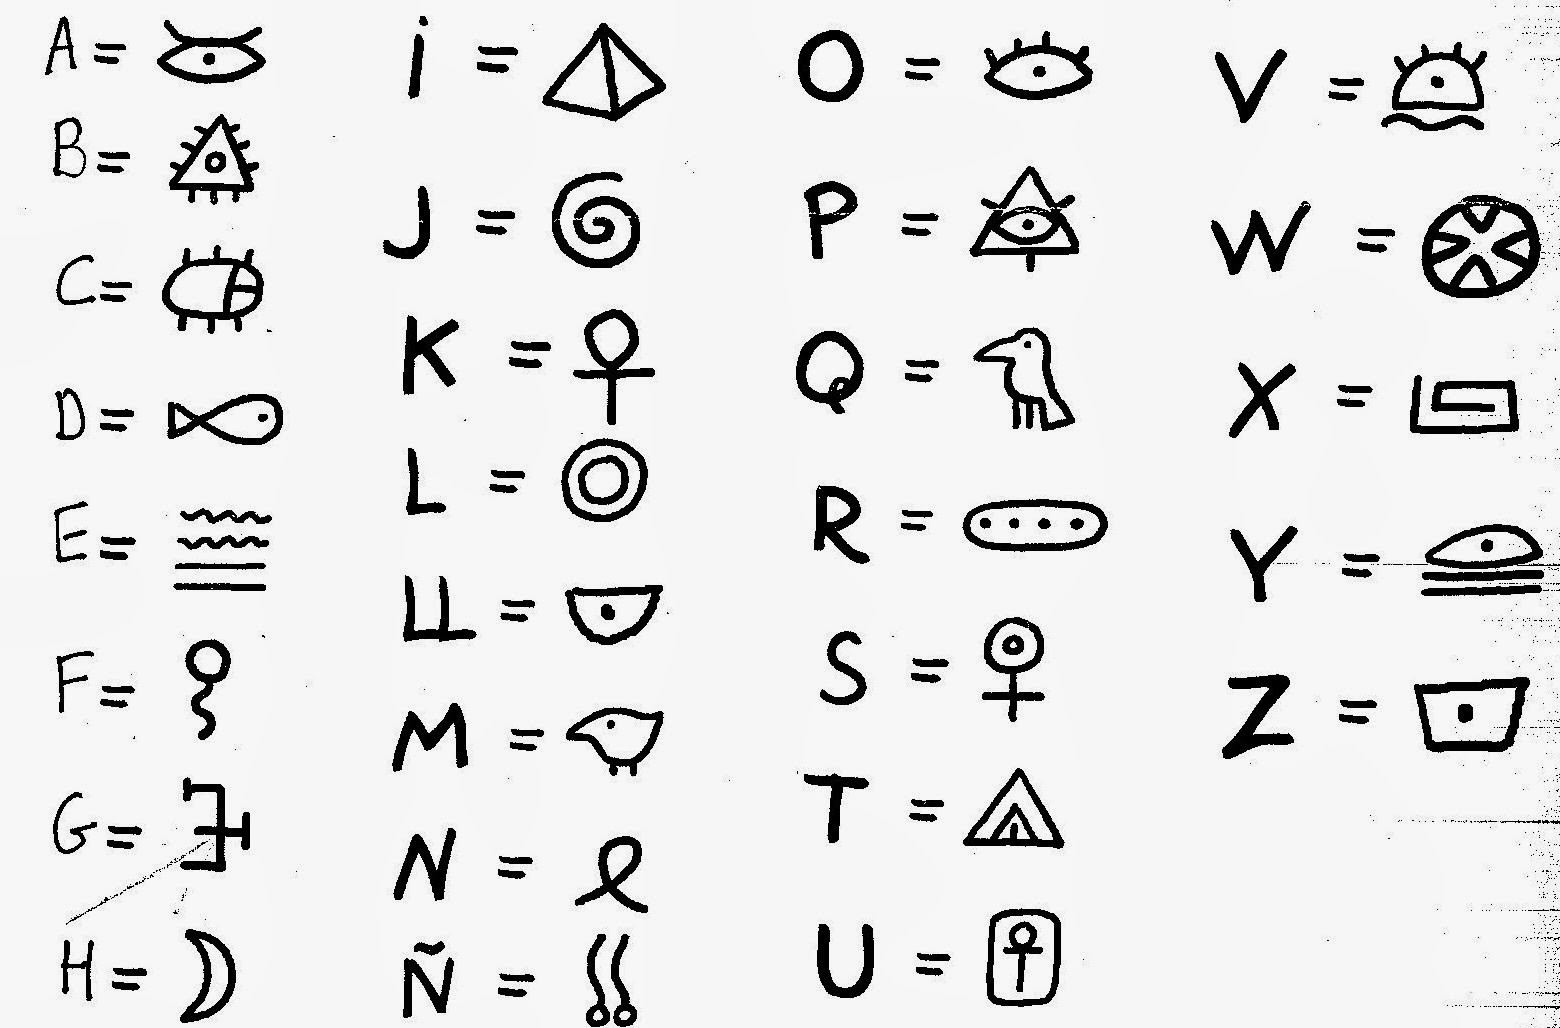 A =
B =
C =
D =
E =
F =
G =
H =
i =
J =
K =
L =
LL =
M =
N =
Ñ =
O =
P =
Q =
R =
S =
T =
U =
V =
W =
X =
Y =
Z =